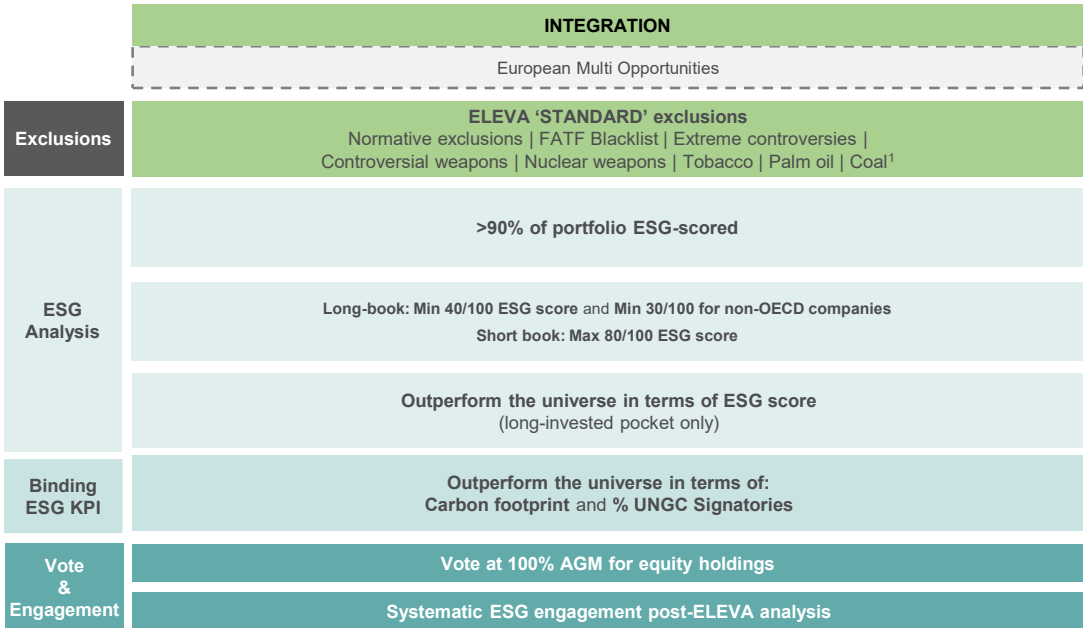 INTEGRATION
European Multi Opportunities
Exclusions
ELEVA ‘STANDARD’ exclusions
Normative exclusions | FATF Blacklist | Extreme controversies |
Controversial weapons | Nuclear weapons | Tobacco | Palm oil | Coal¹
ESG
Analysis
>90% of portfolio ESG-scored
Long-book: Min 40/100 ESG score and Min 30/100 for non-OECD companies
Short book: Max 80/100 ESG score
Outperform the universe in terms of ESG score
(long-invested pocket only)
Binding
ESG KPI
Outperform the universe in terms of:
Carbon footprint and % UNGC Signatories
Vote
&
Engagement
Vote at 100% AGM for equity holdings
Systematic ESG engagement post-ELEVA analysis